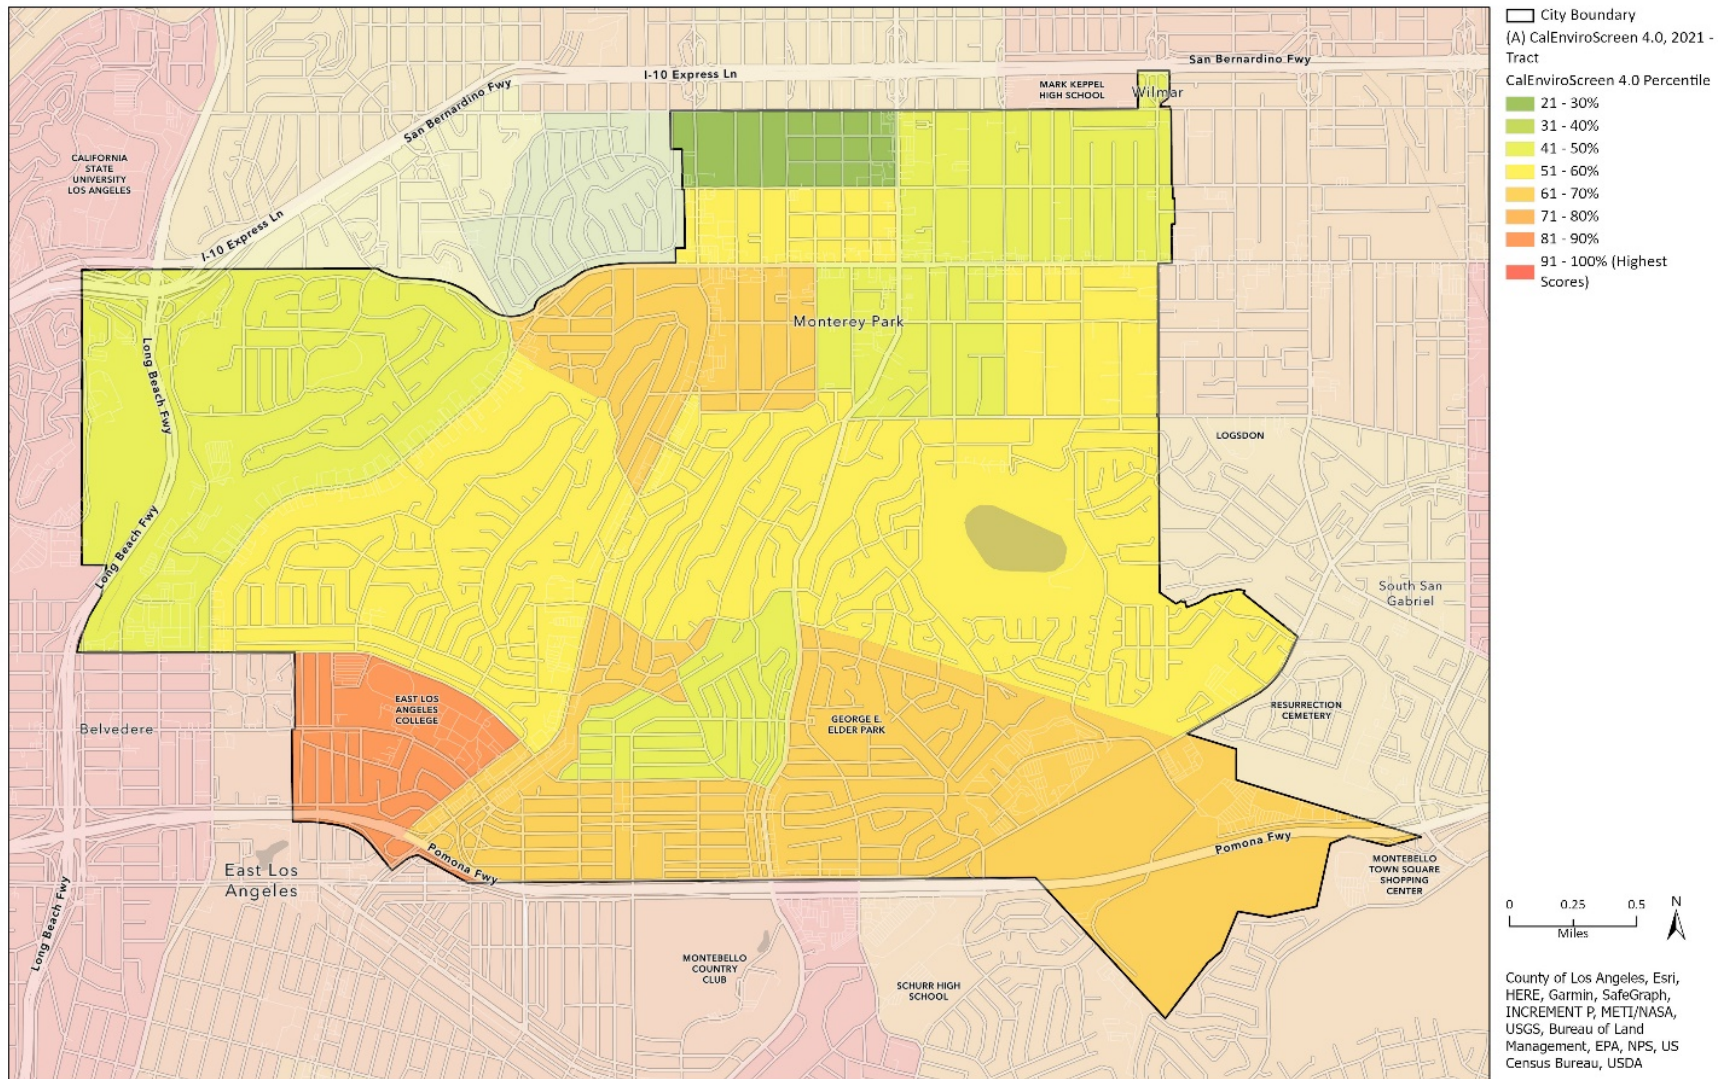 City Boundary
(A) CalEnviroScreen 4.0, 2021 -
Tract
CalEnviroScreen 4.0 Percentile
21 - 30%
31 - 40%
41 - 50%
51 - 60%
61 - 70%
71 - 80%
81 - 90%
91 - 100% (Highest
Scores)
San Bernardino Fwy
I-10 Express Ln
MARK KEPPEL
HIGH SCHOOL
Wilmar
San Bernardino Fwy
CALIFORNIA
STATE
UNIVERSITY
LOS ANGELES
I-10 Express Ln
Monterey Park
Long Beach Fwy
LOGSDON
Long Beach Fwy
South San
Gabriel
EAST LOS
ANGELES
COLLEGE
Belvedere
GEORGE E.
ELDER PARK
RESURRECTION
CEMETERY
Pomona Fwy
Pomona Fwy
East Los
Angeles
MONTEBELLO
TOWN SQUARE
SHOPPING
CENTER
Long Beach Fwy
MONTEBELLO
COUNTRY
CLUB
SCHURR HIGH
SCHOOL
0 0.25 0.5
Miles
N
County of Los Angeles, Esri,
HERE, Garmin, SafeGraph,
INCREMENT P, METI/NASA,
USGS, Bureau of Land
Management, EPA, NPS, US
Census Bureau, USDA